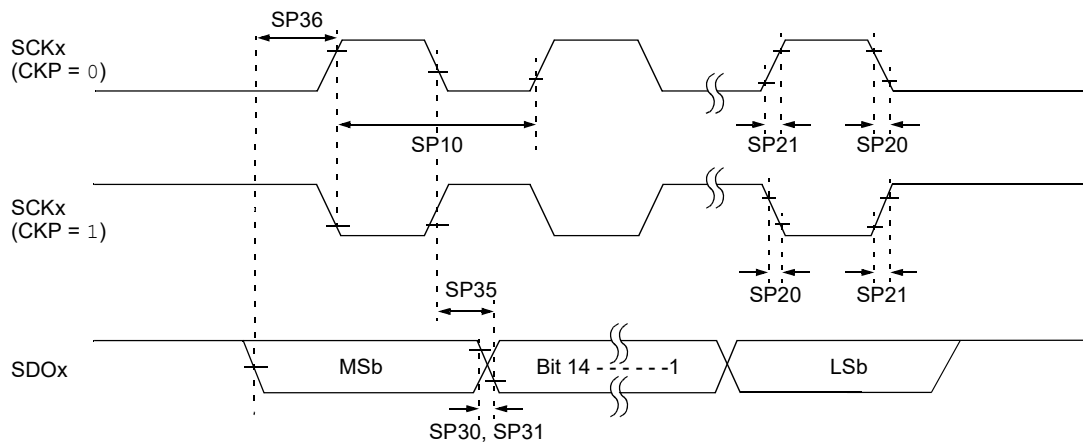 SP36
SCKx
(CKP = 0)
SP10
SP21
SP20
SCKx
(CKP = 1)
SP35
SP20
SP21
SDOx
MSb
Bit 14 - - - - - -1
LSb
SP30, SP31